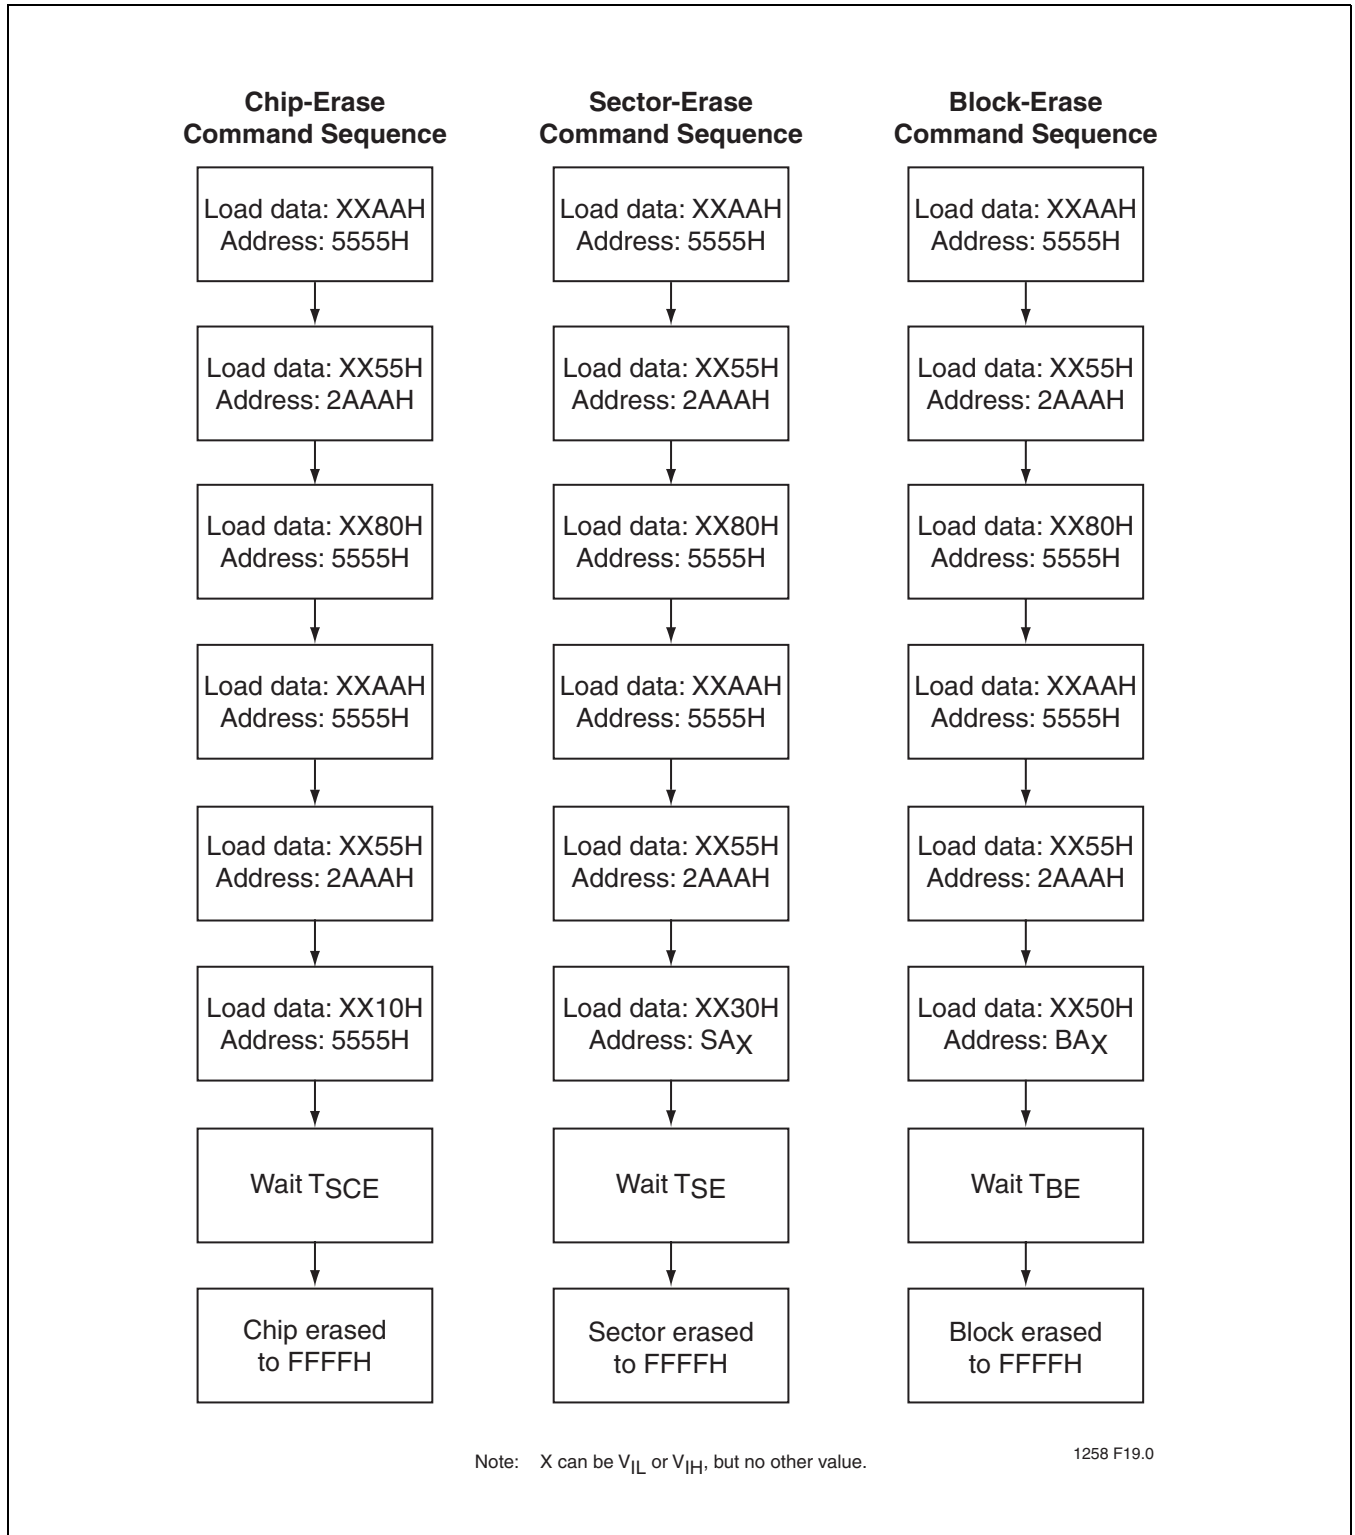 Chip-Erase
Command Sequence
Load data: XXAAH
Address: 5555H
Load data: XX55H
Address: 2AAAH
Load data: XX80H
Address: 5555H
Load data: XXAAH
Address: 5555H
Load data: XX55H
Address: 2AAAH
Load data: XX10H
Address: 5555H
Wait TSCE
Chip erased
to FFFFH
Sector-Erase
Command Sequence
Load data: XXAAH
Address: 5555H
Load data: XX55H
Address: 2AAAH
Load data: XX80H
Address: 5555H
Load data: XXAAH
Address: 5555H
Load data: XX55H
Address: 2AAAH
Load data: XX30H
Address: SAX
Wait TSE
Sector erased
to FFFFH
Block-Erase
Command Sequence
Load data: XXAAH
Address: 5555H
Load data: XX55H
Address: 2AAAH
Load data: XX80H
Address: 5555H
Load data: XXAAH
Address: 5555H
Load data: XX55H
Address: 2AAAH
Load data: XX50H
Address: BAX
Wait TBE
Block erased
to FFFFH
Note: X can be VIL or VIH, but no other value.
1258 F19.0